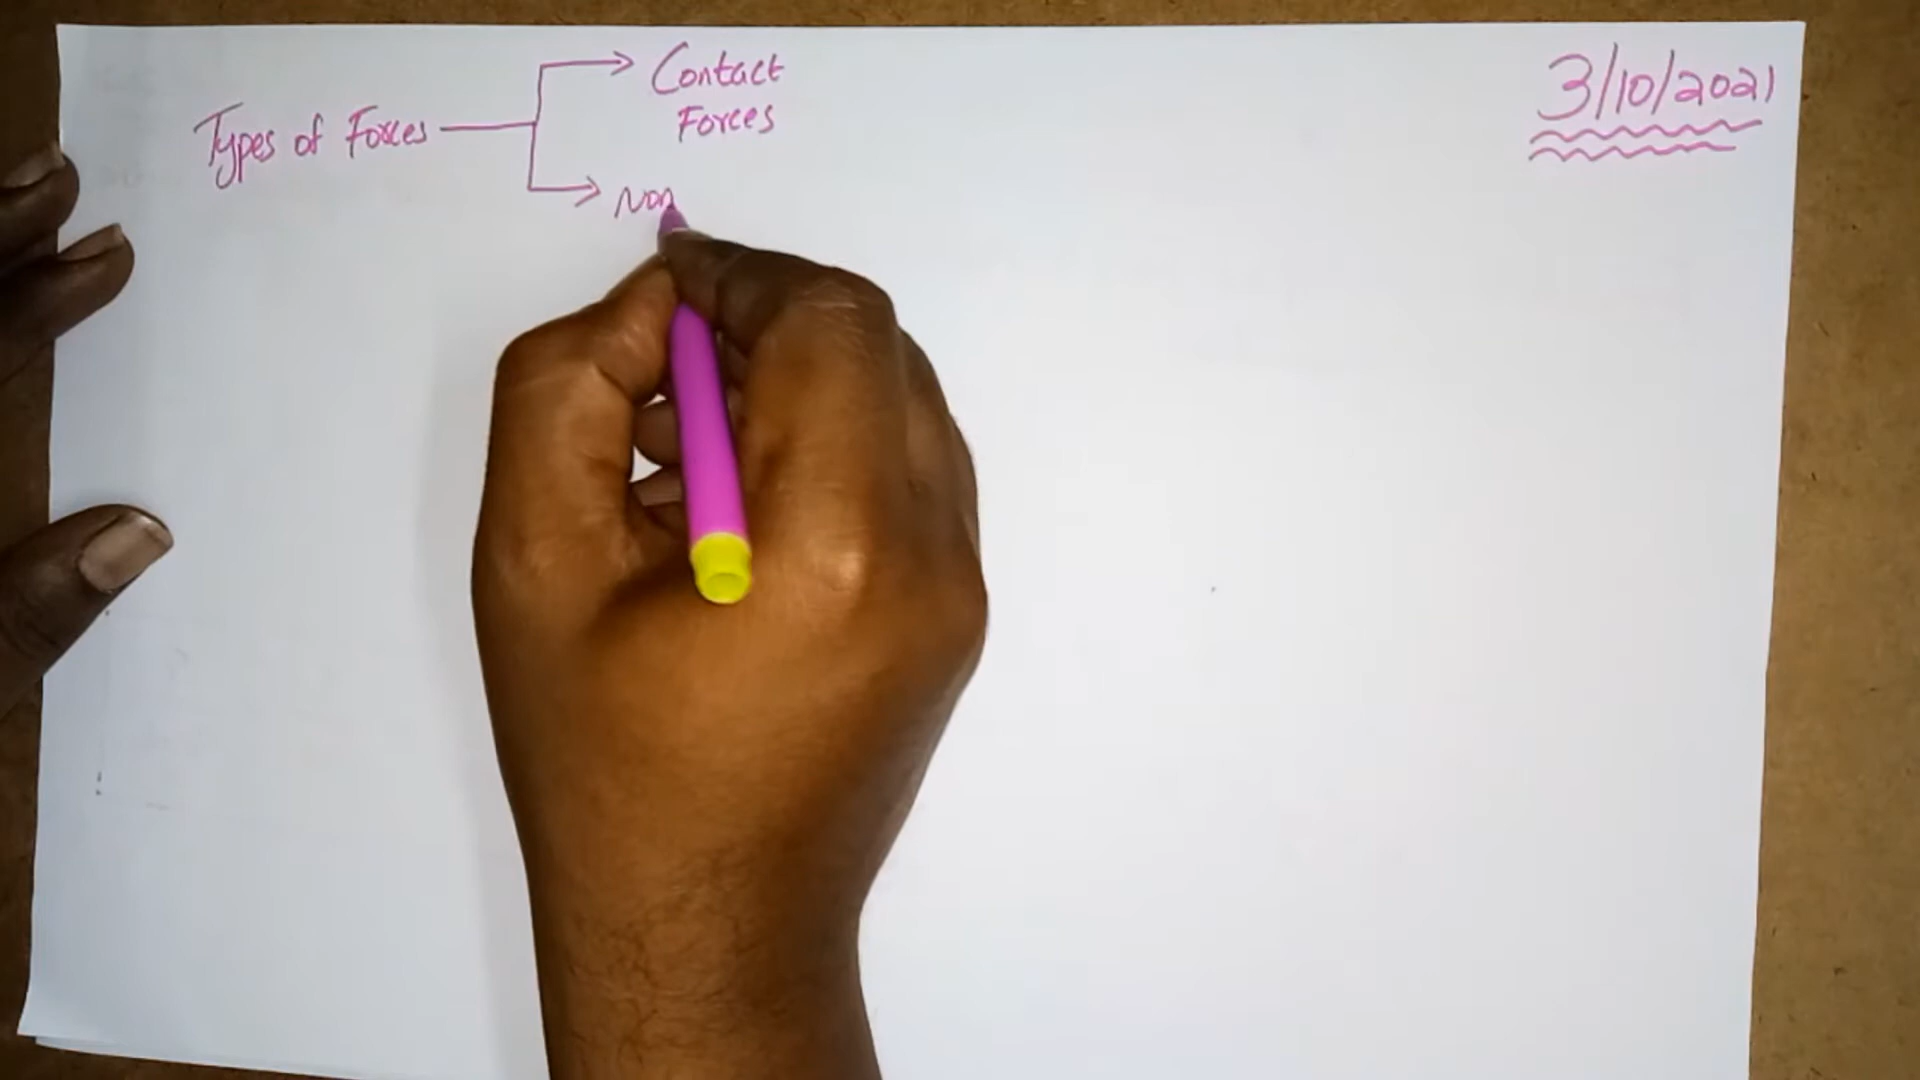 Types of Forces
Contact
Forces
Non
3/10/2021